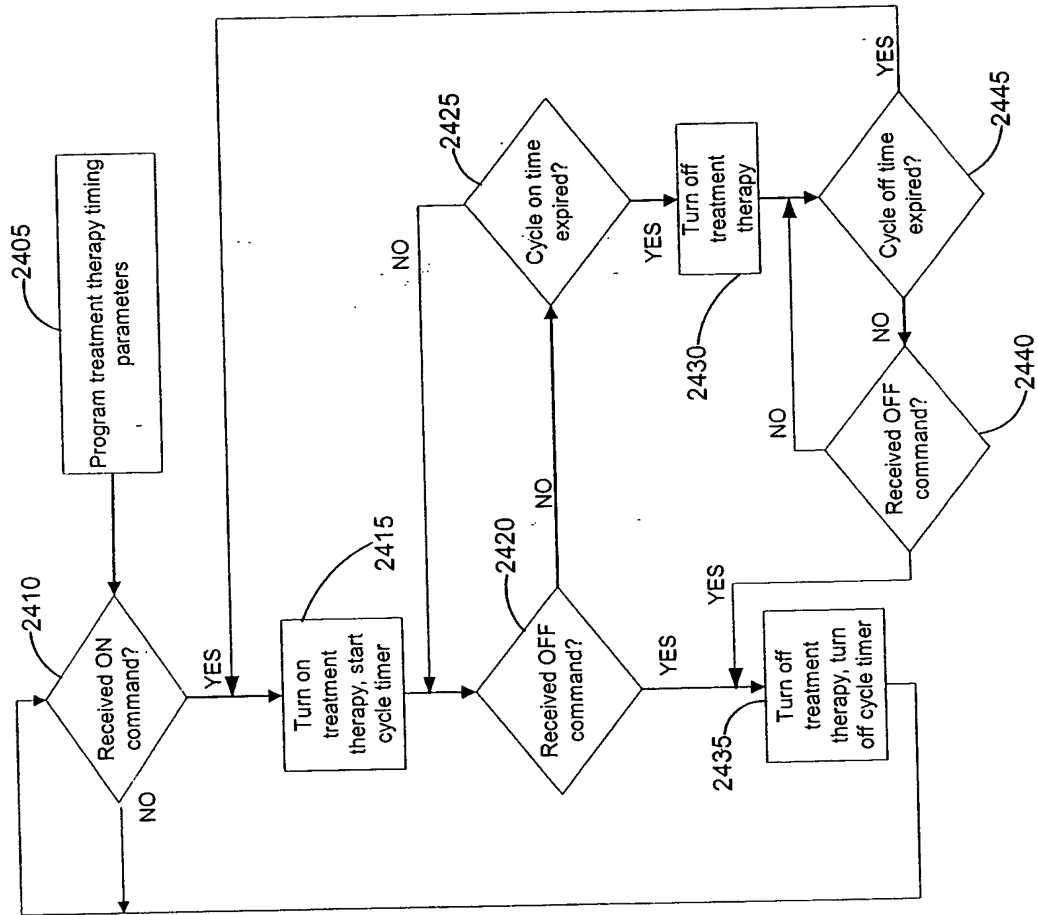 2405
Program treatment therapy timing
parameters
2410
Received ON
command?
NO
YES
2415
Turn on
treatment
therapy, start
cycle timer
2420
Received OFF
command?
NO
YES
2425
Cycle on time
expired?
NO
YES
2430
Turn off
treatment
therapy
2445
Cycle off time
expired?
YES
NO
2440
Received OFF
command?
NO
YES
2435
Turn off
treatment
therapy, turn
off cycle timer